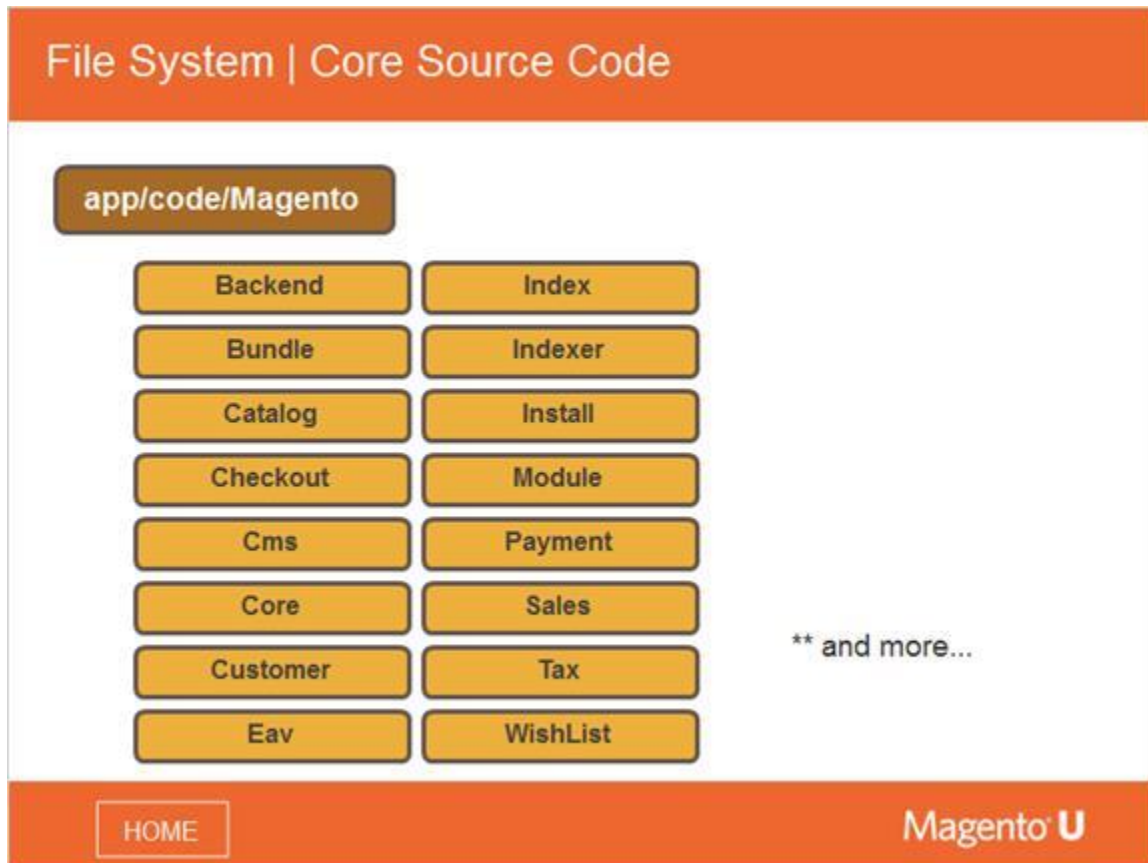 File System | Core Source Code
app/code/Magento
Backend
Index
Bundle
Indexer
Catalog
Install
Checkout
Module
Cms
Payment
Core
Sales
Customer
Tax
Eav
WishList
** and more...
HOME
Magento U